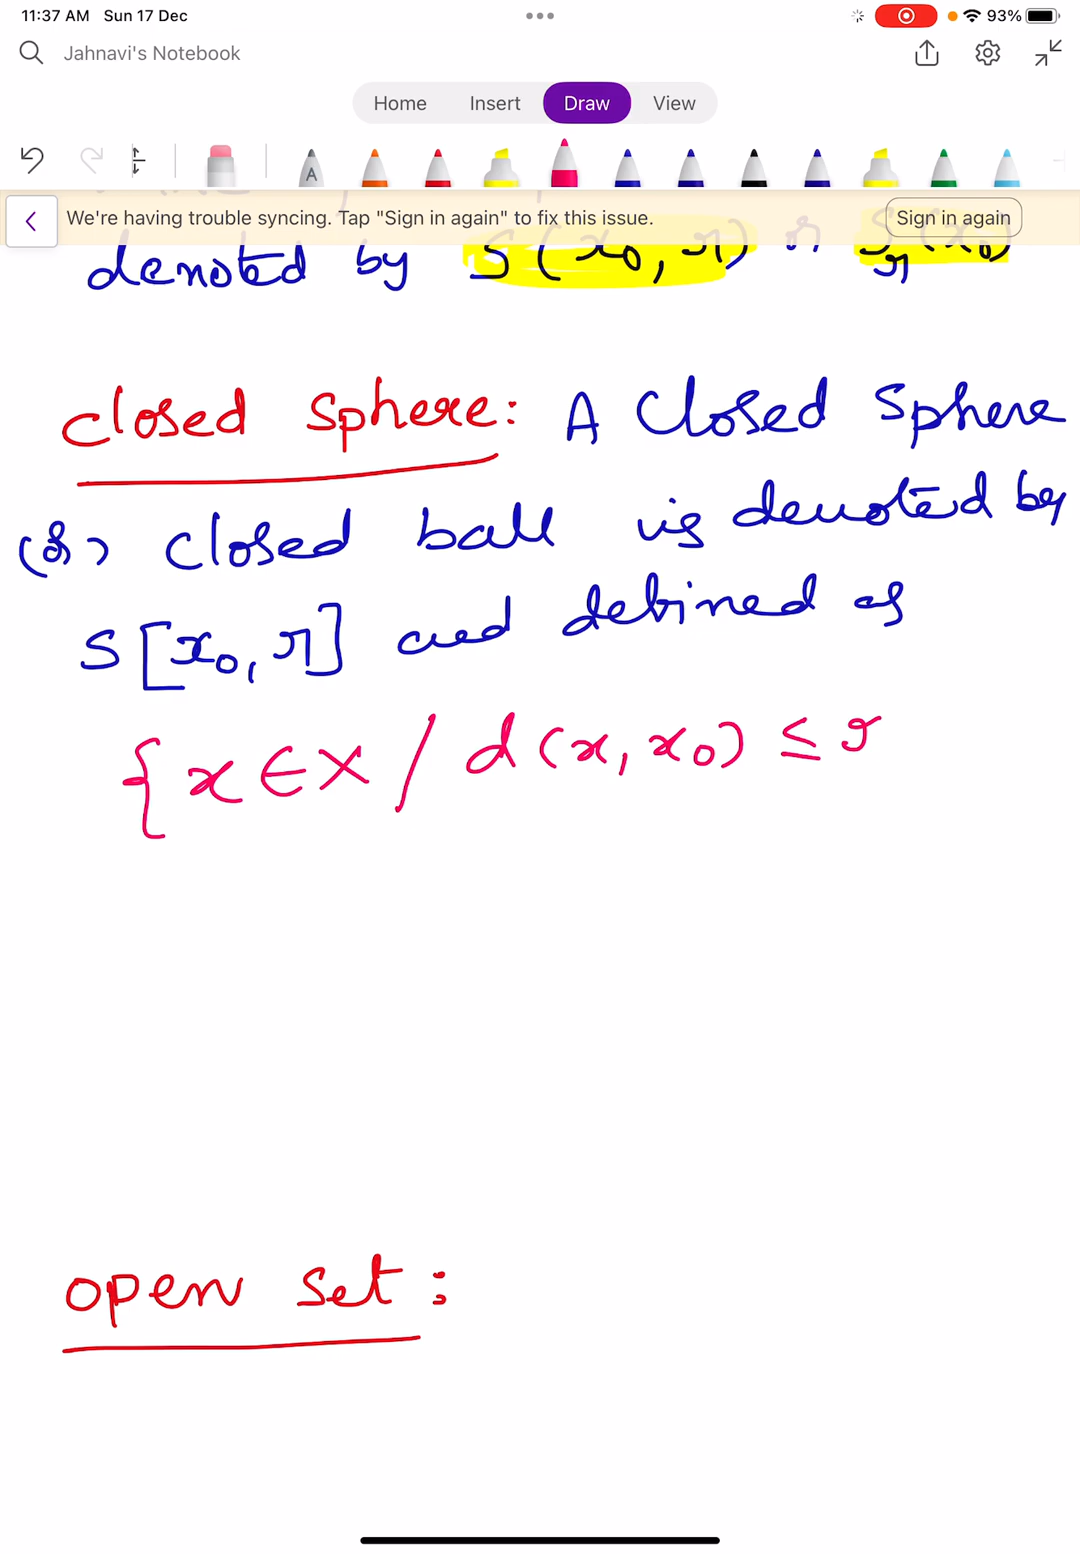 11:37 AM Sun 17 Dec 93%
Jahnavi's Notebook
Home Insert Draw View
A
We're having trouble syncing. Tap "Sign in again" to fix this issue. Sign in again
denoted by S(x₀, r) or Sᵣ(x₀)
closed sphere: A closed sphere
(or) closed ball is denoted by
S[x₀, r] and defined as
{x ∈ X / d(x, x₀) ≤ r
open set: